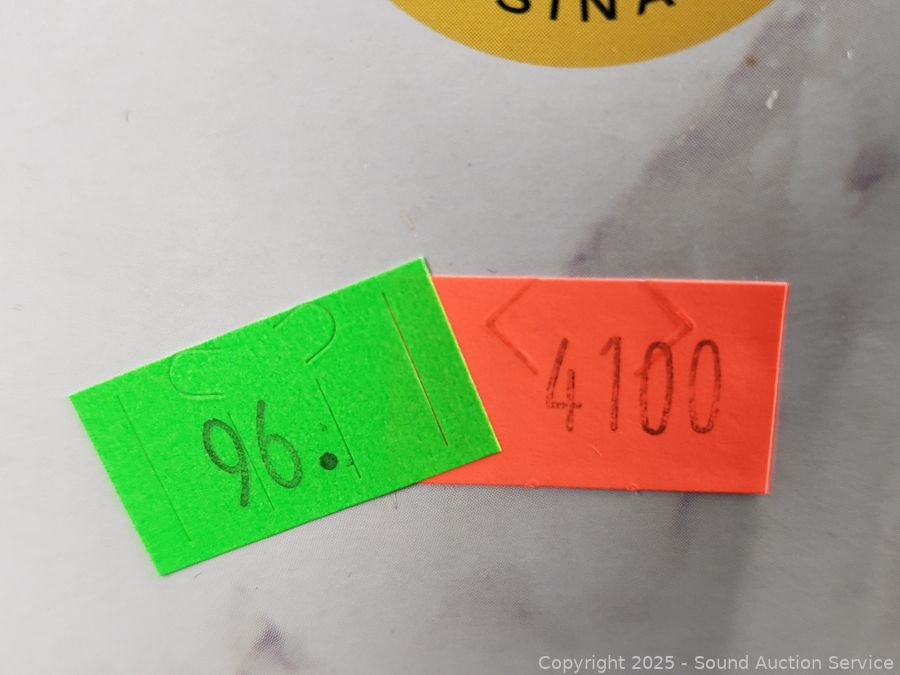 SINA
96.
4100
Copyright 2025 - Sound Auction Service